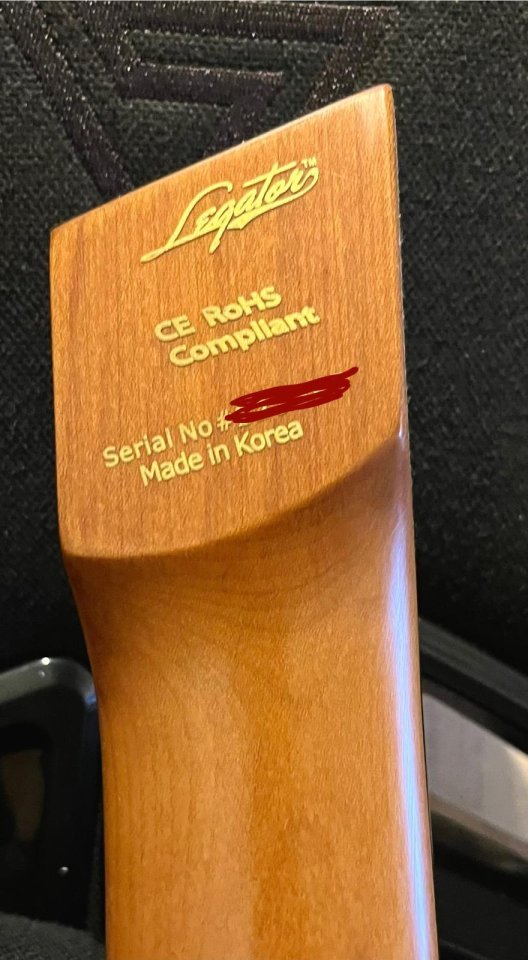 Legator™
CE RoHS
Compliant
Serial No #
Made in Korea